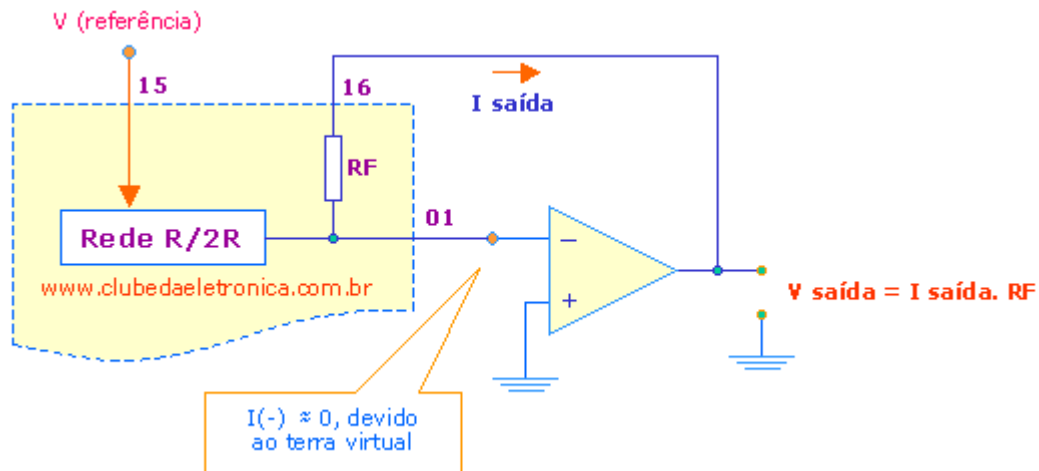 V (referência)
15
16
I saída
RF
01
Rede R/2R
www.clubedaeletronica.com.br
−
+
V saída = I saída. RF
I(-) ≈ 0, devido
ao terra virtual